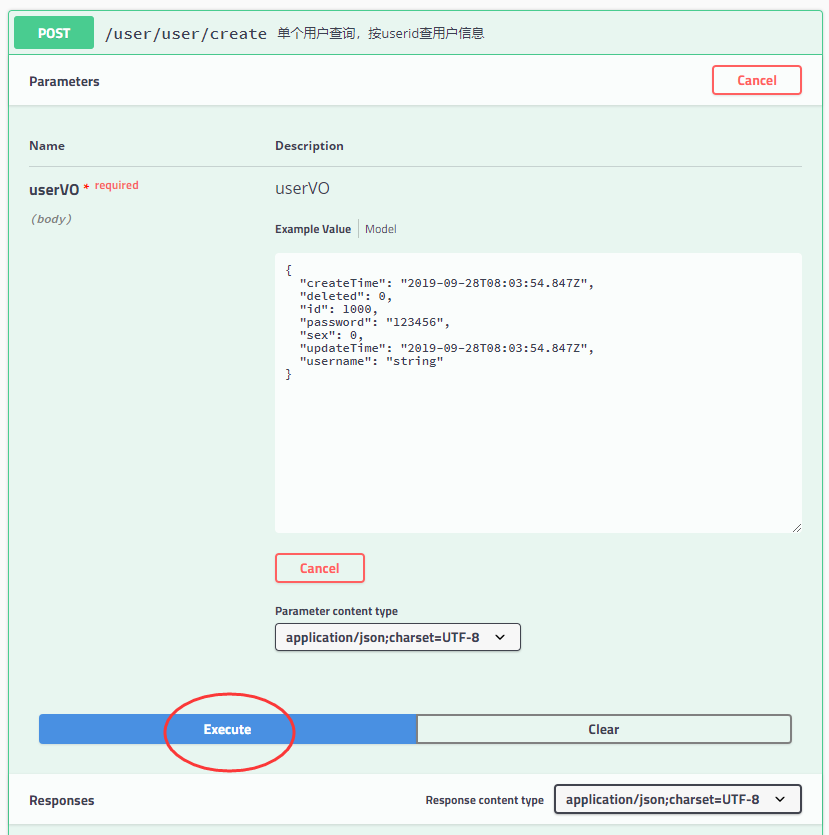 POST /user/user/create 单个用户查询，按userid查用户信息
Parameters Cancel
Name Description
userVO * required userVO
(body)
Example Value Model
{
"createTime": "2019-09-28T08:03:54.847Z",
"deleted": 0,
"id": 1000,
"password": "123456",
"sex": 0,
"updateTime": "2019-09-28T08:03:54.847Z",
"username": "string"
}
Cancel
Parameter content type
application/json;charset=UTF-8
Execute Clear
Responses Response content type application/json;charset=UTF-8